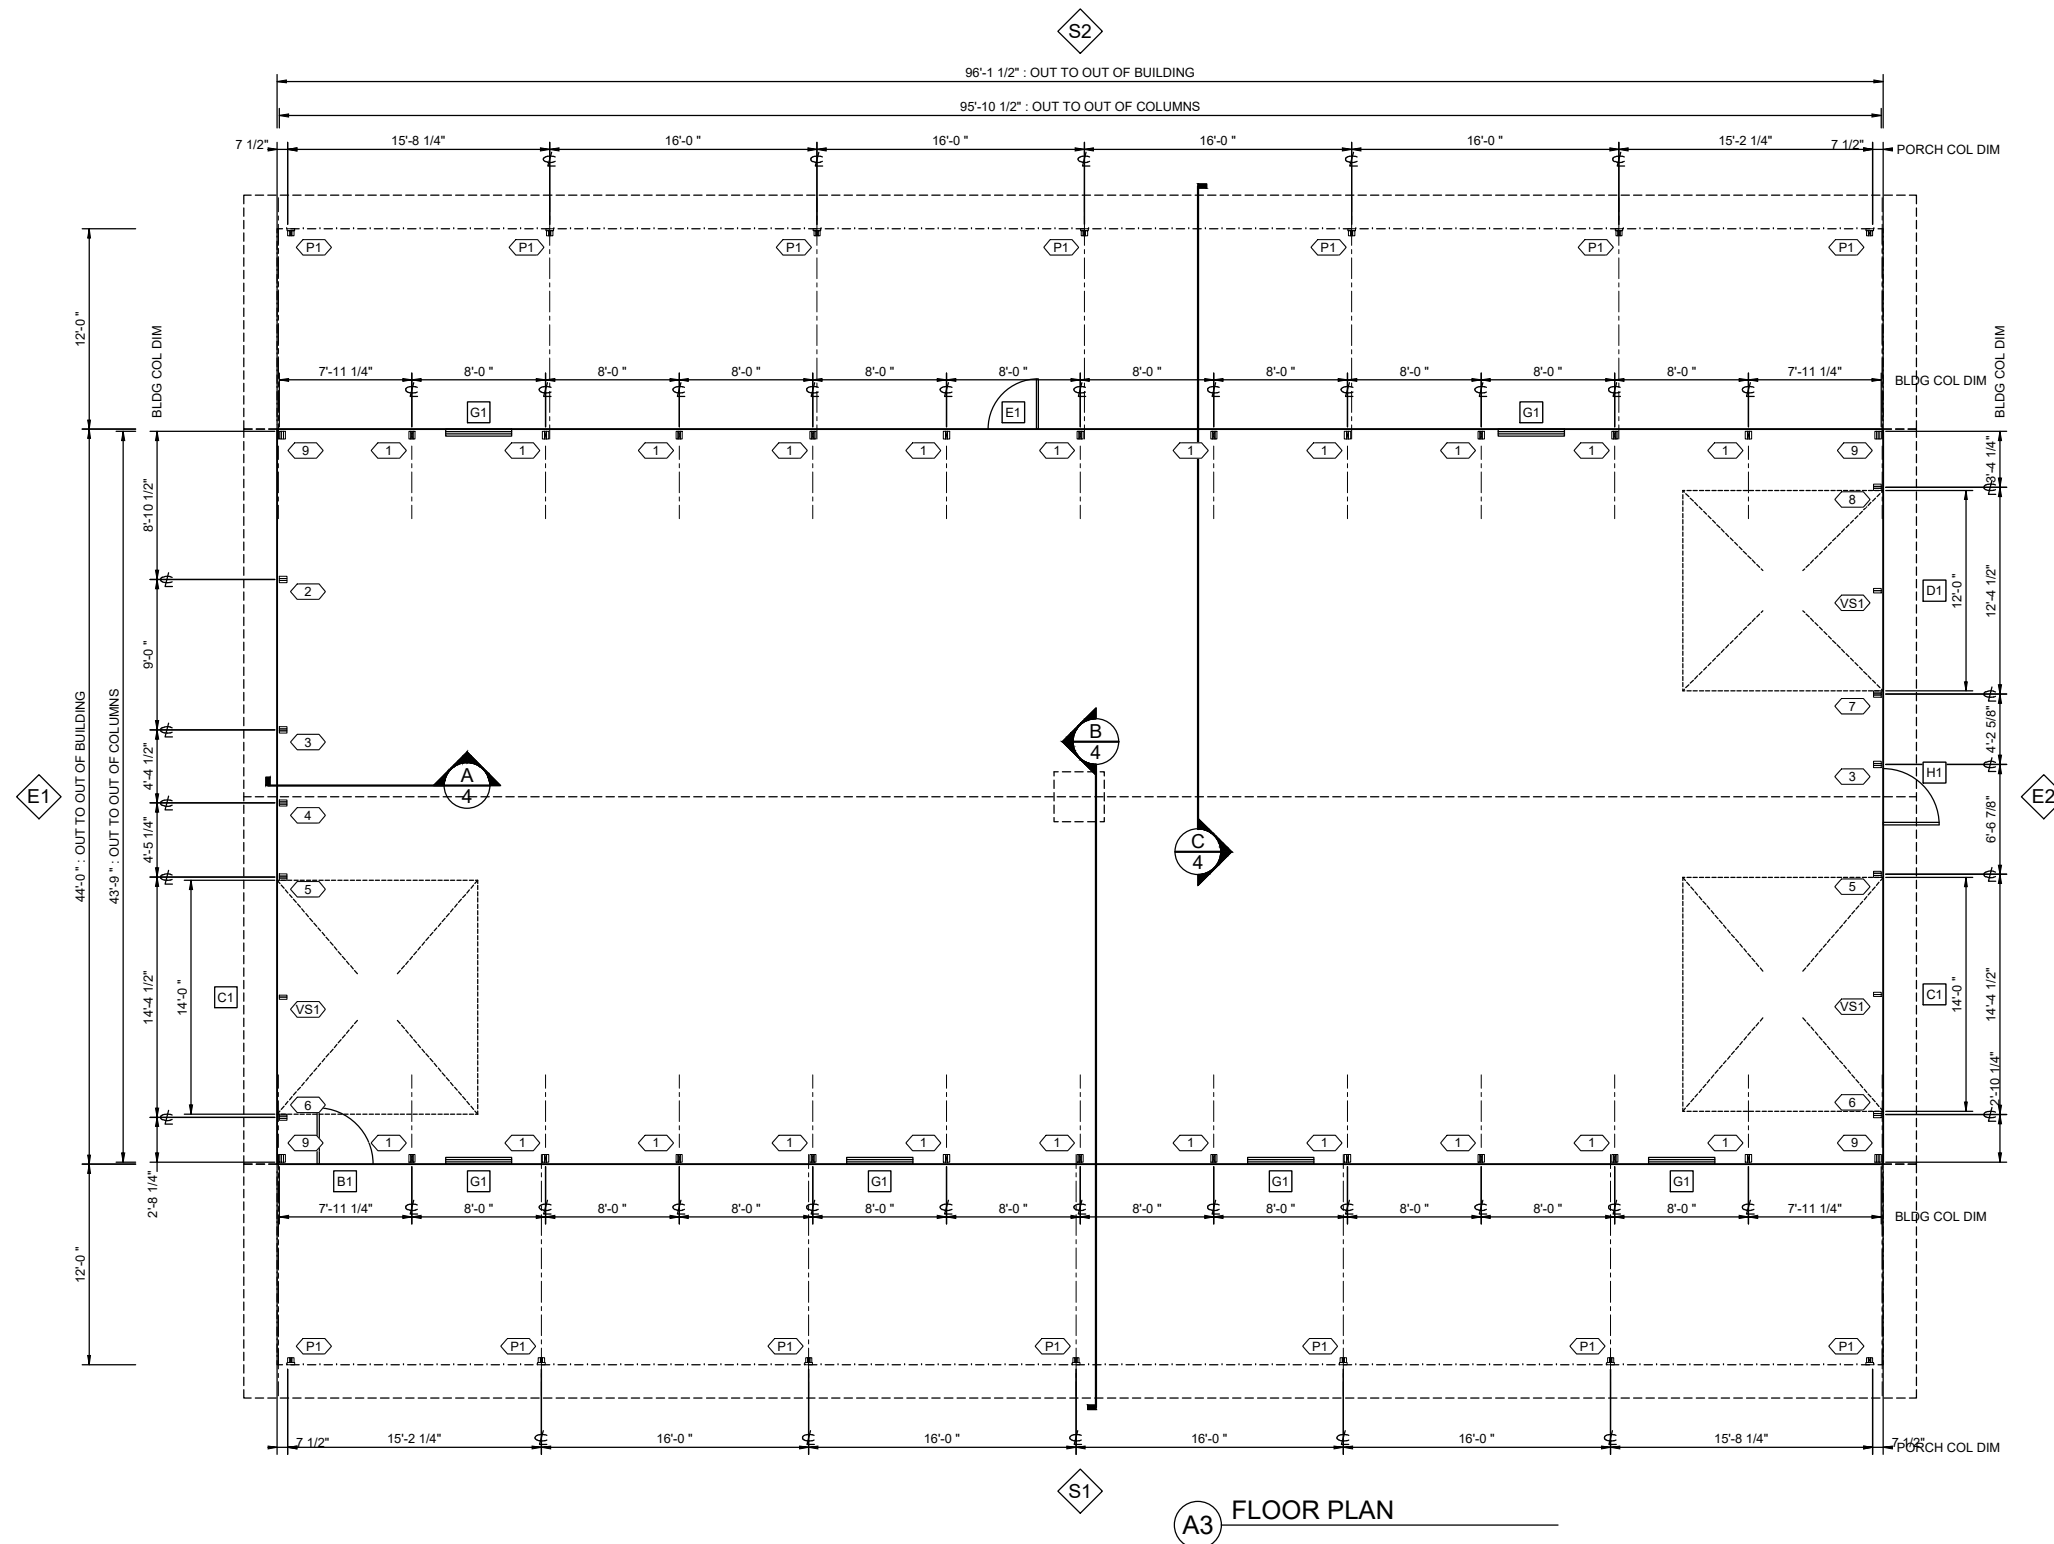 S2
96'-1 1/2" : OUT TO OUT OF BUILDING
95'-10 1/2" : OUT TO OUT OF COLUMNS
7 1/2" 15'-8 1/4" 16'-0 " 16'-0 " 16'-0 " 16'-0 " 15'-2 1/4" 7 1/2" PORCH COL DIM
P1 P1 P1 P1 P1 P1 P1
12'-0 "
BLDG COL DIM
BLDG COL DIM
7'-11 1/4" 8'-0 " 8'-0 " 8'-0 " 8'-0 " 8'-0 " 8'-0 " 8'-0 " 8'-0 " 8'-0 " 8'-0 " 7'-11 1/4" BLDG COL DIM
G1 E1 G1
9 1 1 1 1 1 1 1 1 1 1 1 9
3'-4 1/4"
8
8'-10 1/2"
2
VS1 D1 12'-0 " 12'-4 1/2"
9'-0 "
7
3
4'-2 5/8"
44'-0 " : OUT TO OUT OF BUILDING
43'-9 " : OUT TO OUT OF COLUMNS
4'-4 1/2"
A
4
B
4
3 H1
E1
E2
4
4'-5 1/4"
C
4
6'-6 7/8"
5
5
14'-4 1/2"
14'-0 "
C1
VS1
VS1
C1
14'-0 "
14'-4 1/2"
6
6
2'-10 1/4"
9 1 1 1 1 1 1 1 1 1 1 1 9
2'-8 1/4"
B1 G1 G1 G1 G1
7'-11 1/4" 8'-0 " 8'-0 " 8'-0 " 8'-0 " 8'-0 " 8'-0 " 8'-0 " 8'-0 " 8'-0 " 8'-0 " 7'-11 1/4" BLDG COL DIM
12'-0 "
P1 P1 P1 P1 P1 P1 P1
7 1/2" 15'-2 1/4" 16'-0 " 16'-0 " 16'-0 " 16'-0 " 15'-8 1/4" 7 1/2" PORCH COL DIM
S1
A3 FLOOR PLAN